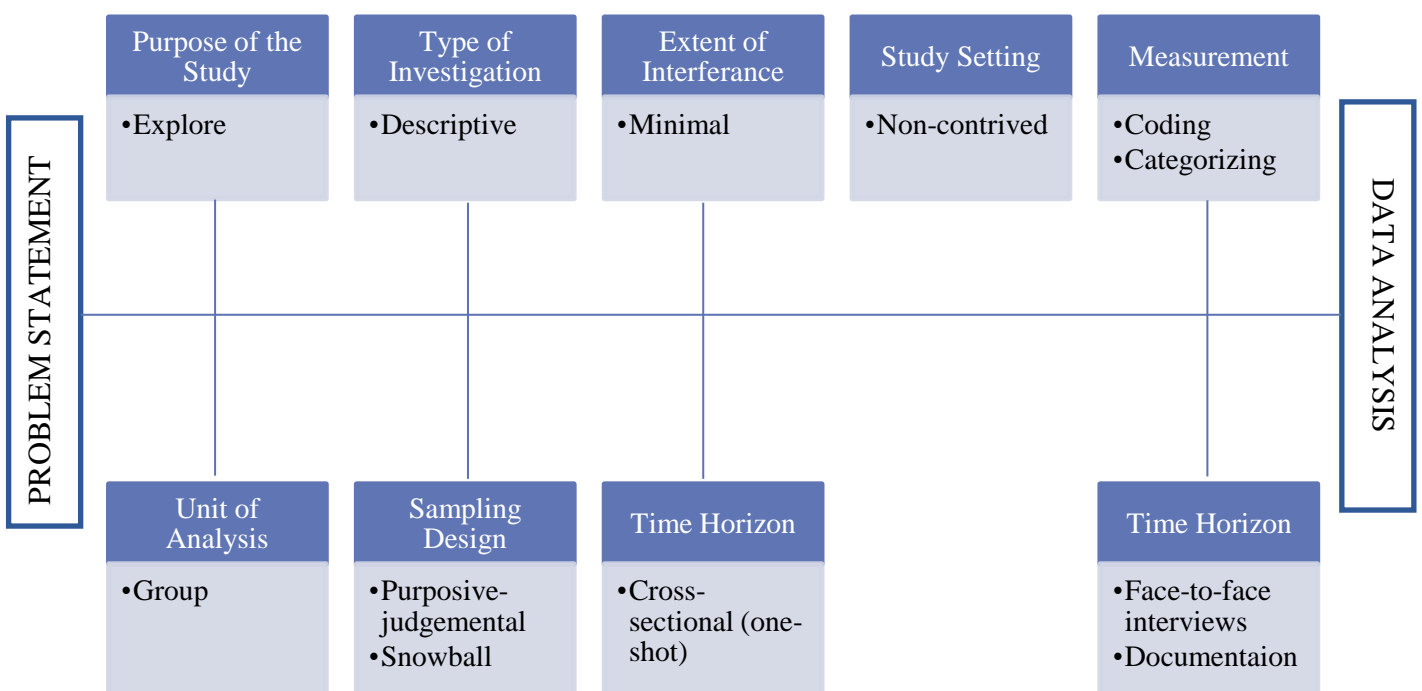 PROBLEM STATEMENT
Purpose of the
Study
•Explore
Type of
Investigation
•Descriptive
Extent of
Interferance
•Minimal
Study Setting
•Non-contrived
Measurement
•Coding
•Categorizing
Unit of
Analysis
•Group
Sampling
Design
•Purposive-
judgemental
•Snowball
Time Horizon
•Cross-
sectional (one-
shot)
Time Horizon
•Face-to-face
interviews
•Documentaion
DATA ANALYSIS